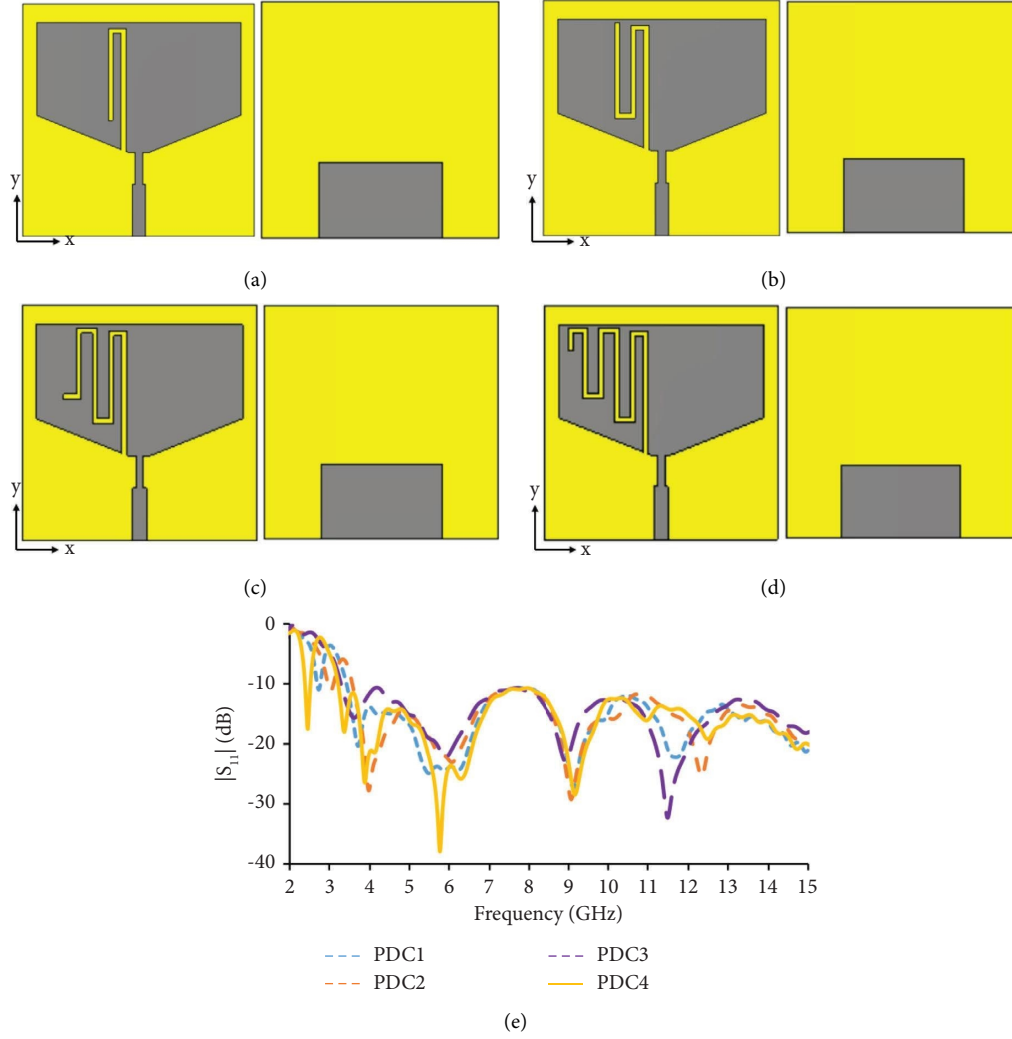 y
x
y
x
(a)
(b)
y
x
y
x
(c)
(d)
0
-10
-20
-30
-40
|S11| (dB)
2 3 4 5 6 7 8 9 10 11 12 13 14 15
Frequency (GHz)
PDC1
PDC3
PDC2
PDC4
(e)